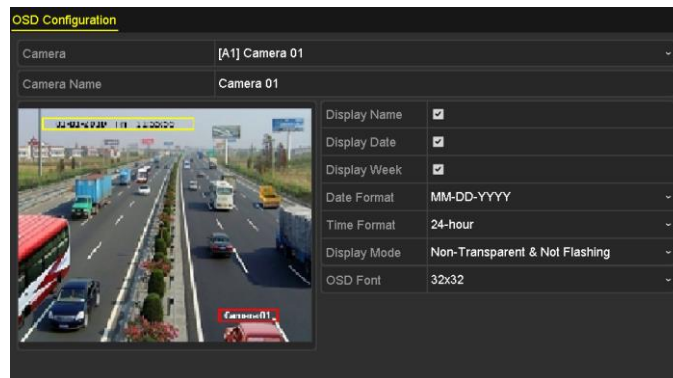 OSD Configuration
Camera [A1] Camera 01
Camera Name Camera 01
Display Name
Display Date
Display Week
Date Format MM-DD-YYYY
Time Format 24-hour
Display Mode Non-Transparent & Not Flashing
OSD Font 32x32
Camera01